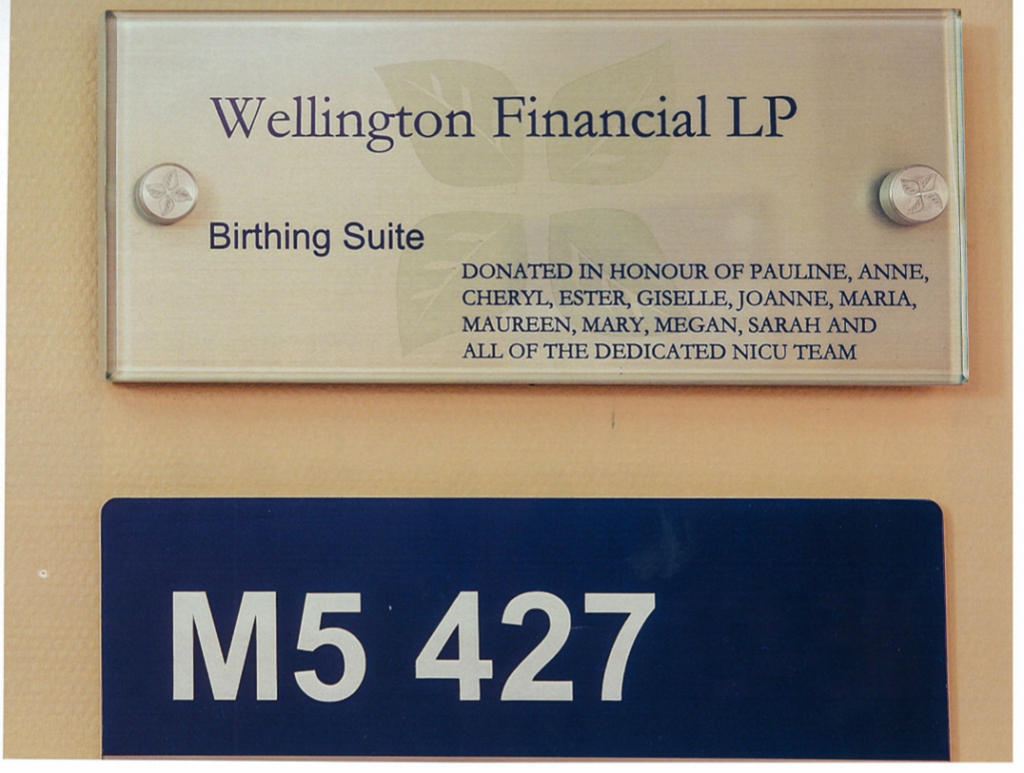 Wellington Financial LP
Birthing Suite
DONATED IN HONOUR OF PAULINE, ANNE,
CHERYL, ESTER, GISELLE, JOANNE, MARIA,
MAUREEN, MARY, MEGAN, SARAH AND
ALL OF THE DEDICATED NICU TEAM
M5 427